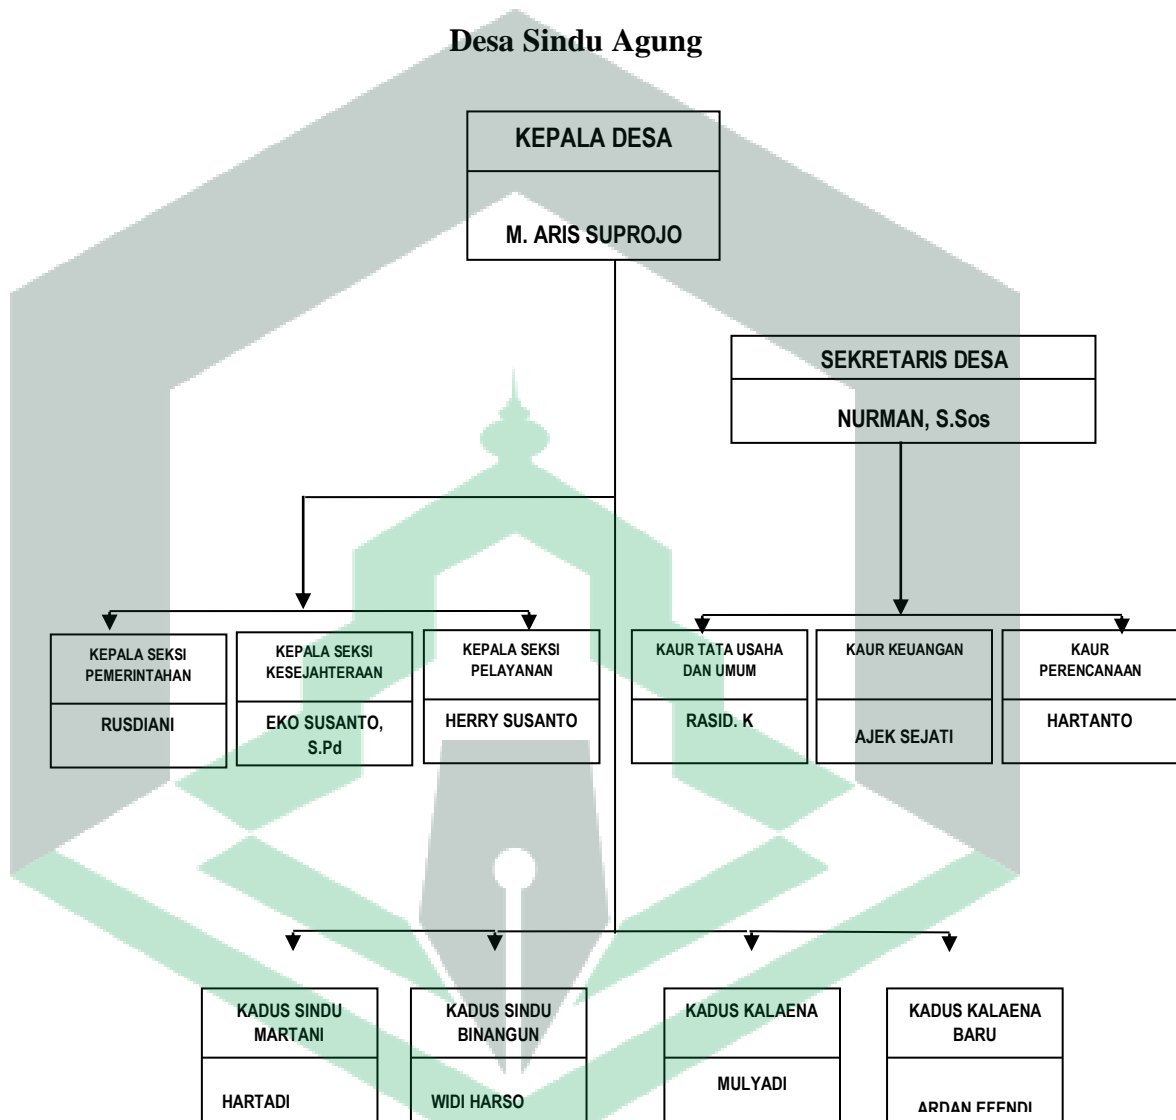 Desa Sindu Agung
KEPALA DESA
M. ARIS SUPROJO
SEKRETARIS DESA
NURMAN, S.Sos
KEPALA SEKSI
PEMERINTAHAN
RUSDIANI
KEPALA SEKSI
KESEJAHTERAAN
EKO SUSANTO,
S.Pd
KEPALA SEKSI
PELAYANAN
HERRY SUSANTO
KAUR TATA USAHA
DAN UMUM
RASID. K
KAUR KEUANGAN
AJEK SEJATI
KAUR
PERENCANAAN
HARTANTO
KADUS SINDU
MARTANI
HARTADI
KADUS SINDU
BINANGUN
WIDI HARSO
KADUS KALAENA
MULYADI
KADUS KALAENA
BARU
ARDAN EFENDI